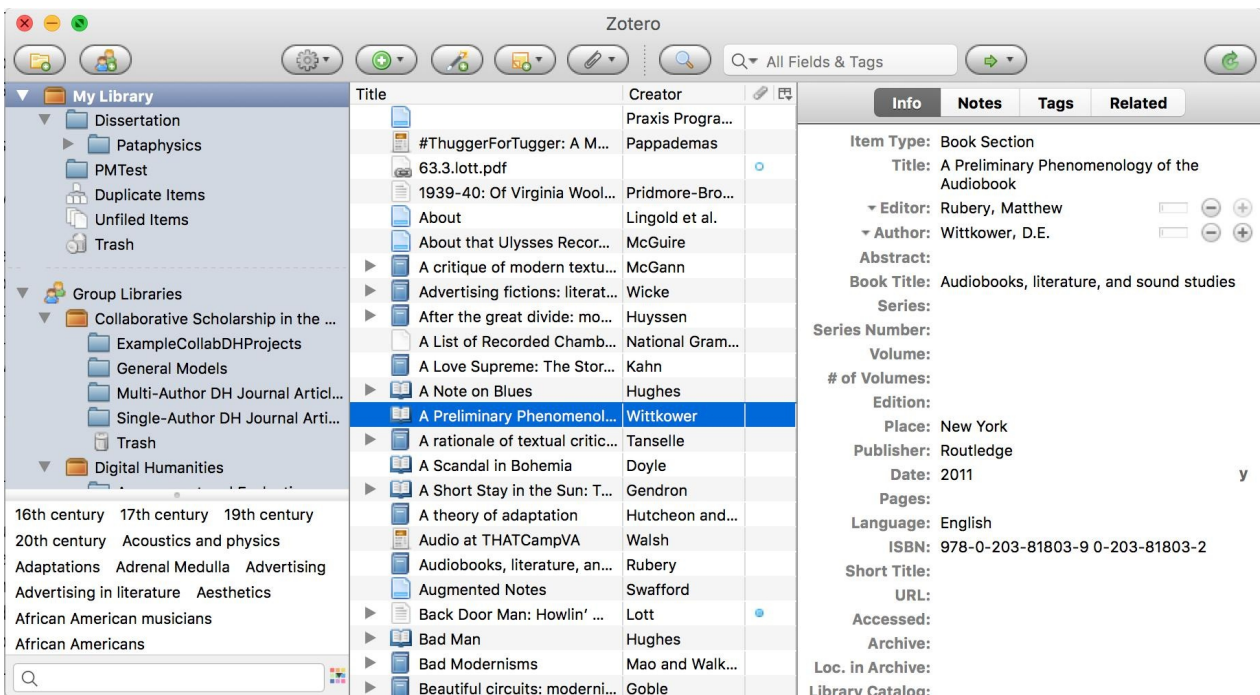 Zotero
All Fields & Tags
My Library
Dissertation
Pataphysics
PMTest
Duplicate Items
Unfiled Items
Trash
Group Libraries
Collaborative Scholarship in the ...
ExampleCollabDHProjects
General Models
Multi-Author DH Journal Articl...
Single-Author DH Journal Arti...
Trash
Digital Humanities
16th century 17th century 19th century
20th century Acoustics and physics
Adaptations Adrenal Medulla Advertising
Advertising in literature Aesthetics
African American musicians
African Americans
Title Creator
Praxis Progra...
#ThuggerForTugger: A M... Pappademas
63.3.lott.pdf
1939-40: Of Virginia Wool... Pridmore-Bro...
About Lingold et al.
About that Ulysses Recor... McGuire
A critique of modern textu... McGann
Advertising fictions: literat... Wicke
After the great divide: mo... Huyssen
A List of Recorded Chamb... National Gram...
A Love Supreme: The Stor... Kahn
A Note on Blues Hughes
A Preliminary Phenomenol... Wittkower
A rationale of textual critic... Tanselle
A Scandal in Bohemia Doyle
A Short Stay in the Sun: T... Gendron
A theory of adaptation Hutcheon and...
Audio at THATCampVA Walsh
Audiobooks, literature, an... Rubery
Augmented Notes Swafford
Back Door Man: Howlin’ ... Lott
Bad Man Hughes
Bad Modernisms Mao and Walk...
Beautiful circuits: moderni... Goble
Info Notes Tags Related
Item Type: Book Section
Title: A Preliminary Phenomenology of the
Audiobook
Editor: Rubery, Matthew
Author: Wittkower, D.E.
Abstract:
Book Title: Audiobooks, literature, and sound studies
Series:
Series Number:
Volume:
# of Volumes:
Edition:
Place: New York
Publisher: Routledge
Date: 2011 y
Pages:
Language: English
ISBN: 978-0-203-81803-9 0-203-81803-2
Short Title:
URL:
Accessed:
Archive:
Loc. in Archive:
Library Catalog: